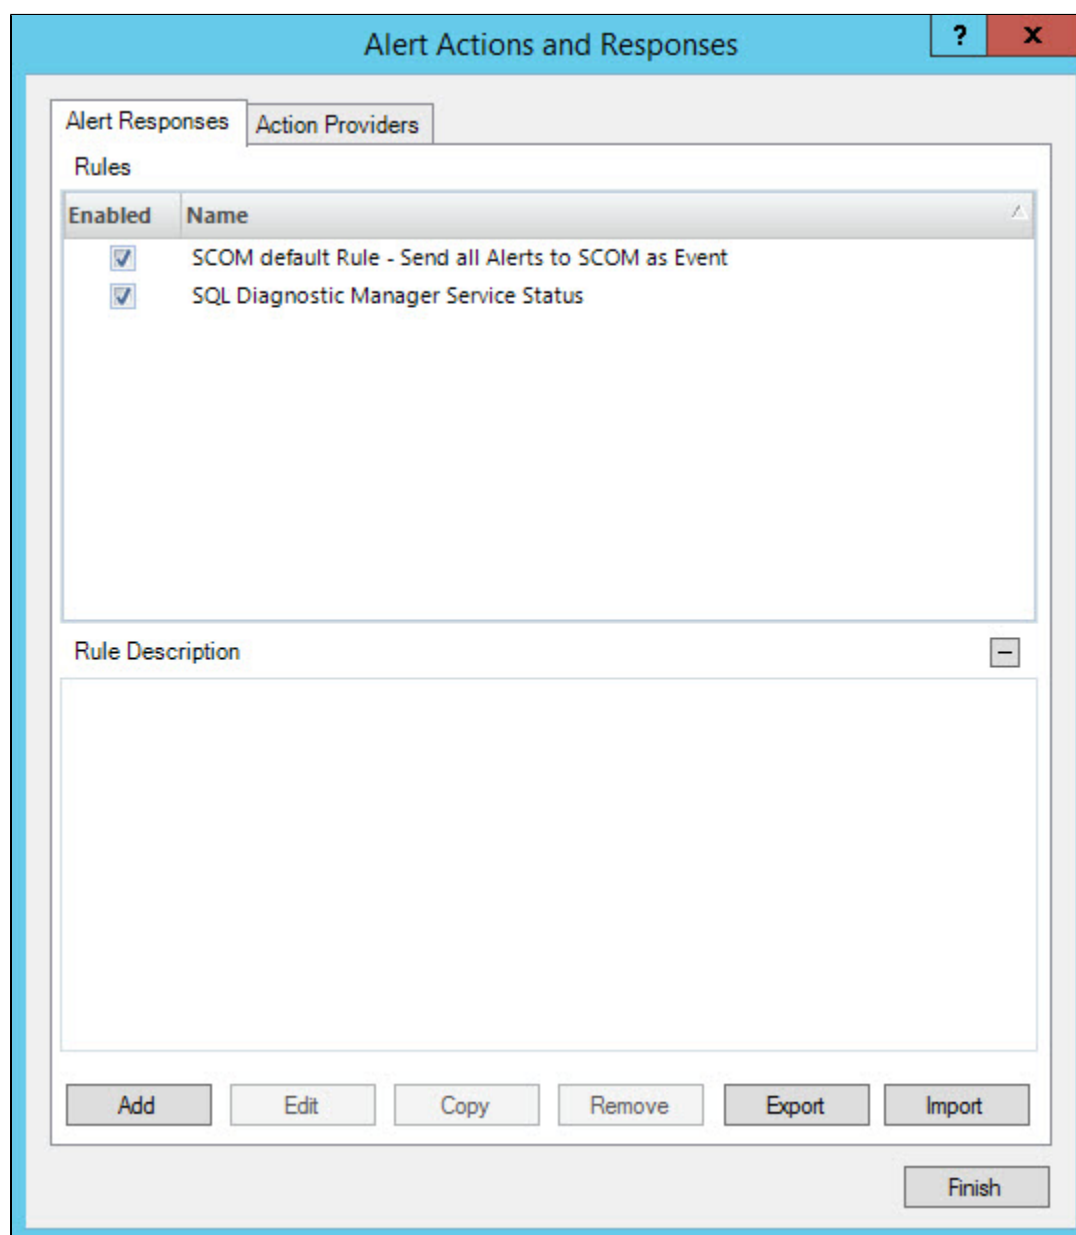 Alert Actions and Responses
? x
Alert Responses Action Providers
Rules
Enabled Name
SCOM default Rule - Send all Alerts to SCOM as Event
SQL Diagnostic Manager Service Status
Rule Description
Add Edit Copy Remove Export Import
Finish